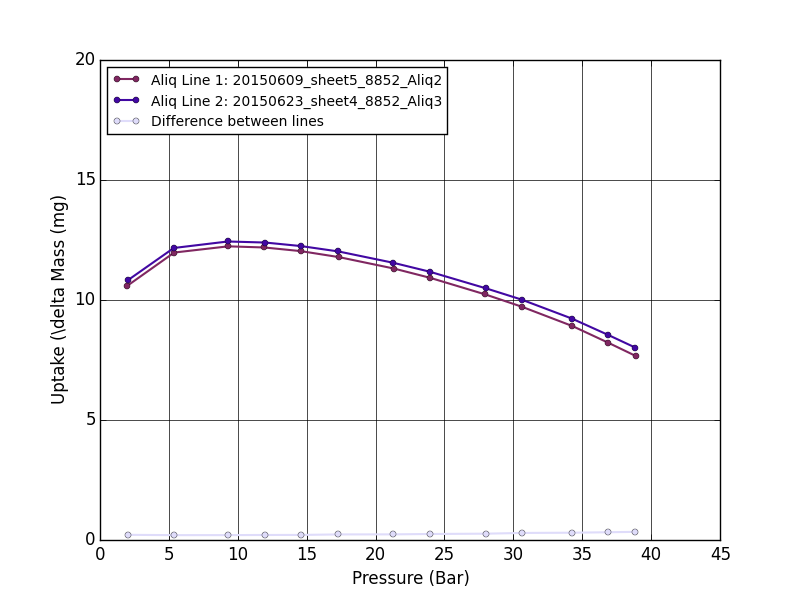 Aliq Line 1: 20150609_sheet5_8852_Aliq2
Aliq Line 2: 20150623_sheet4_8852_Aliq3
Difference between lines
20
15
10
5
0
Uptake (\delta Mass (mg)
0 5 10 15 20 25 30 35 40 45
Pressure (Bar)